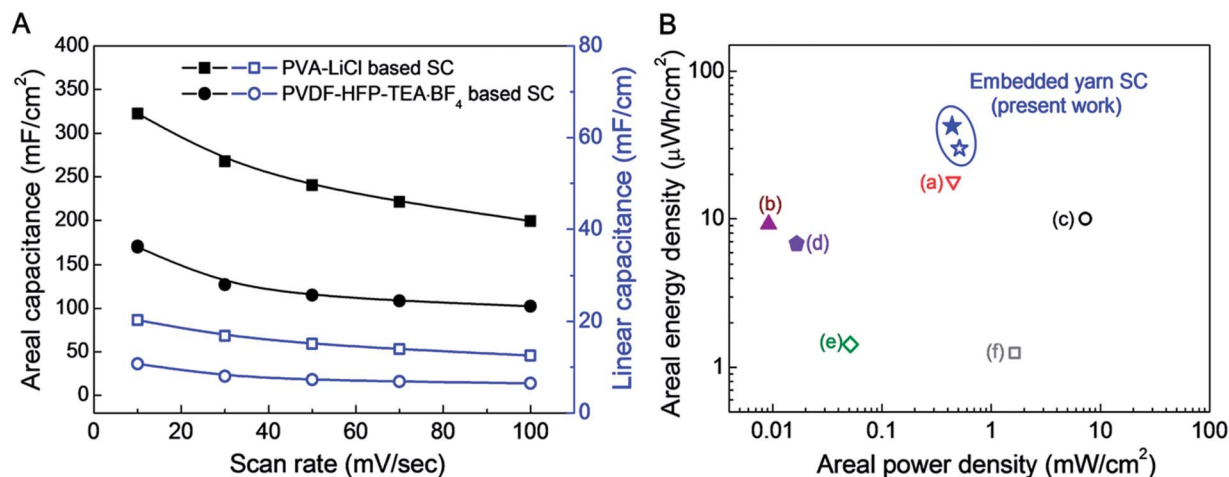 A
Areal capacitance (mF/cm²)
400
350
300
250
200
150
100
50
0
PVA-LiCl based SC
PVDF-HFP-TEA·BF₄ based SC
80
60
40
20
0
Linear capacitance (mF/cm)
0 20 40 60 80 100
Scan rate (mV/sec)
B
Areal energy density (μWh/cm²)
100
10
1
Embedded yarn SC
(present work)
(a)
(b)
(c)
(d)
(e)
(f)
0.01 0.1 1 10 100
Areal power density (mW/cm²)